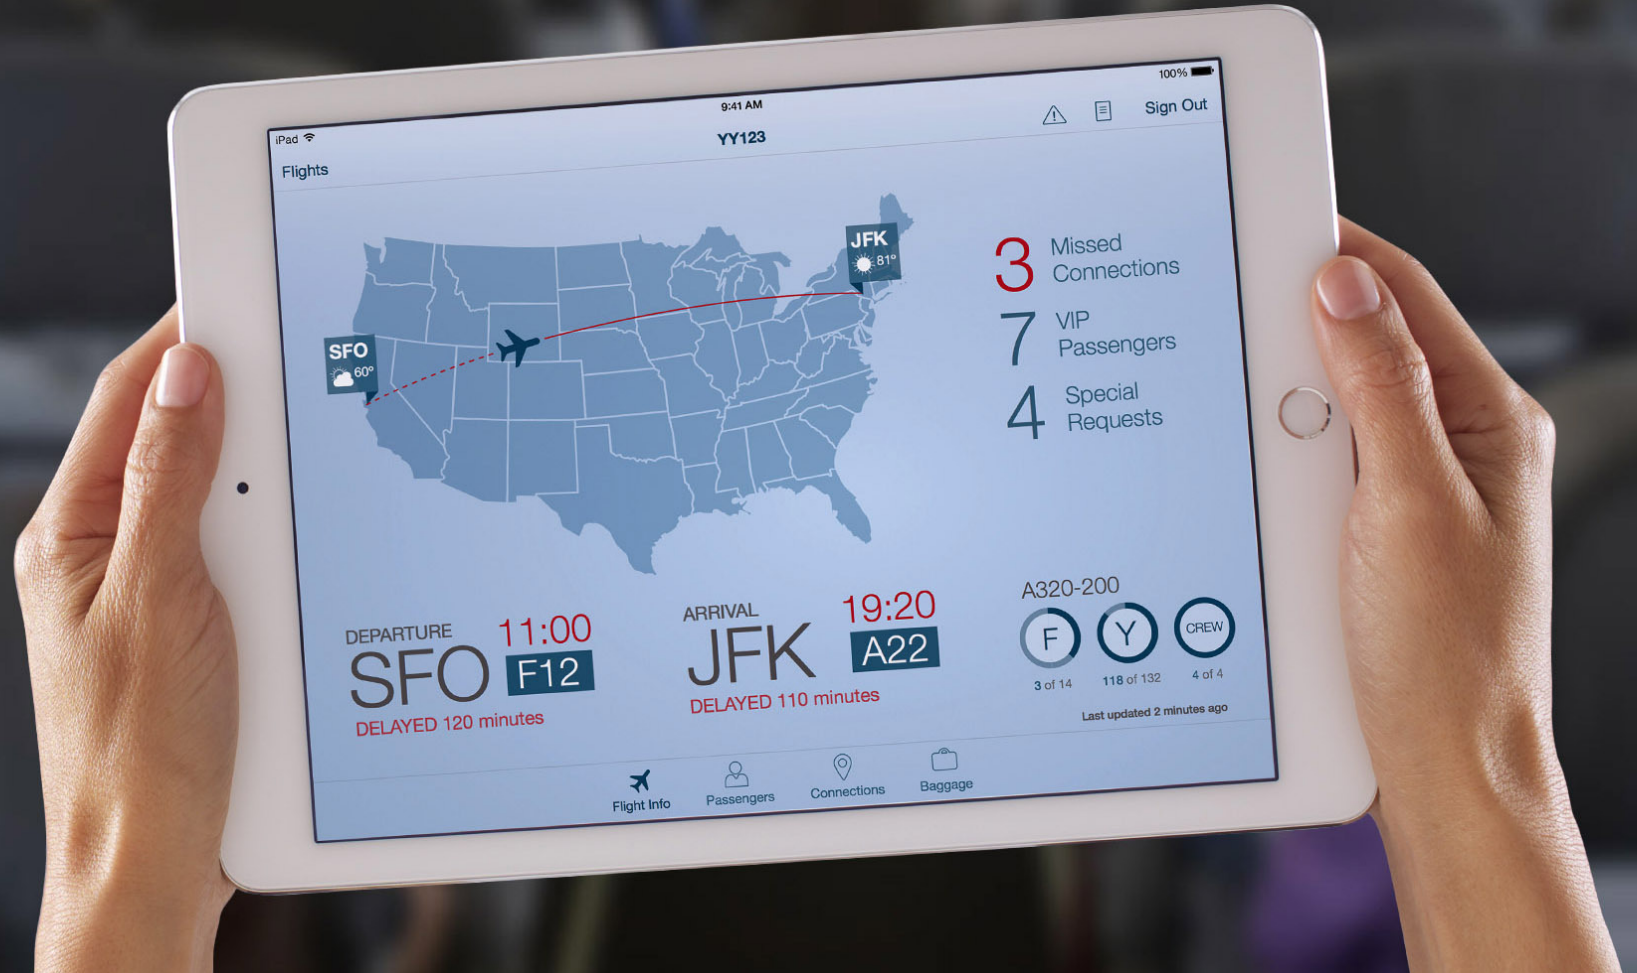 iPad
9:41 AM
100%
Flights
YY123
Sign Out
JFK
81°
SFO
60°
3 Missed
Connections
7 VIP
Passengers
4 Special
Requests
DEPARTURE
SFO
11:00
F12
DELAYED 120 minutes
ARRIVAL
JFK
19:20
A22
DELAYED 110 minutes
A320-200
F
Y
CREW
3 of 14
118 of 132
4 of 4
Last updated 2 minutes ago
Flight Info
Passengers
Connections
Baggage